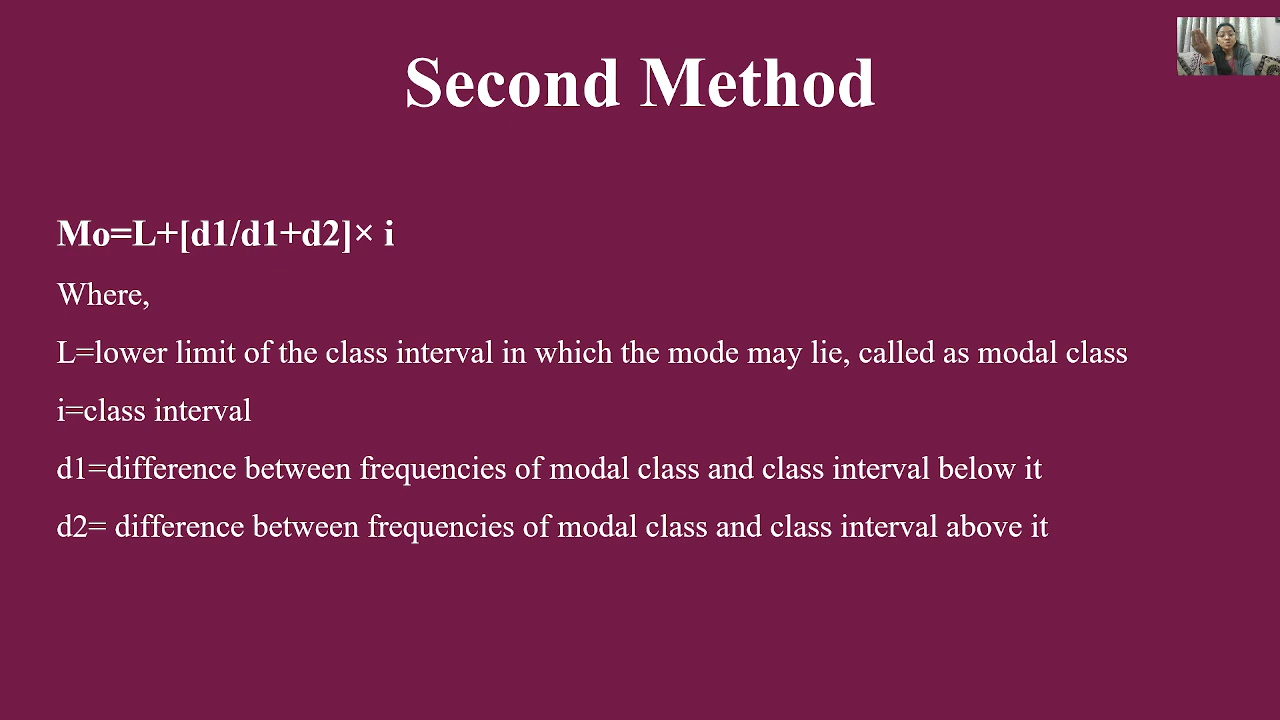 Second Method
Mo=L+[d1/d1+d2]× i
Where,
L=lower limit of the class interval in which the mode may lie, called as modal class
i=class interval
d1=difference between frequencies of modal class and class interval below it
d2= difference between frequencies of modal class and class interval above it